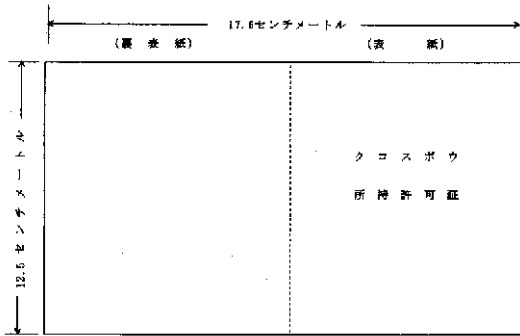 17.6センチメートル
(裏表紙)
(表紙)
12.5センチメートル
クロスボウ
所持許可証